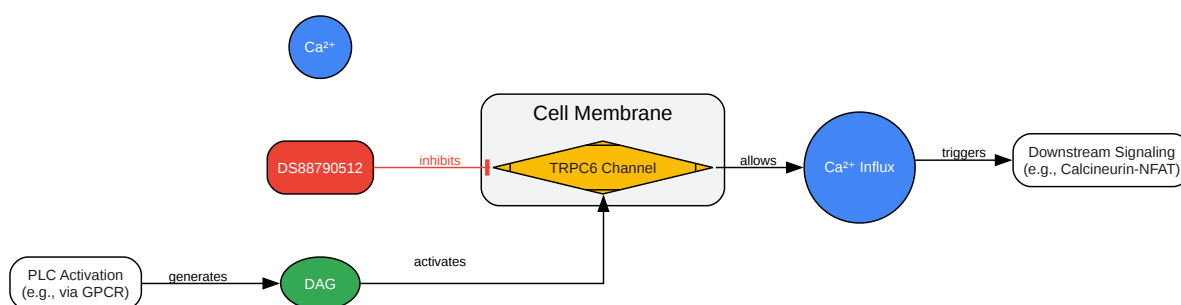 Ca²⁺
Cell Membrane
DS88790512
inhibits
TRPC6 Channel
allows
Ca²⁺ Influx
triggers
Downstream Signaling
(e.g., Calcineurin-NFAT)
PLC Activation
(e.g., via GPCR)
generates
DAG
activates